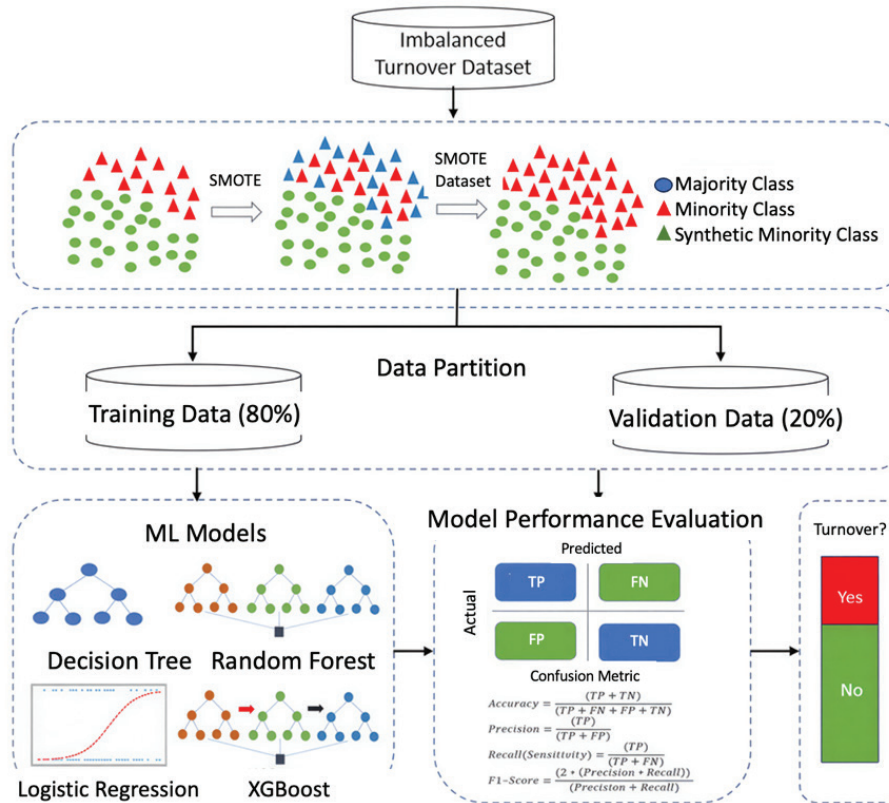 Imbalanced
Turnover Dataset
SMOTE
SMOTE
Dataset
Majority Class
Minority Class
Synthetic Minority Class
Data Partition
Training Data (80%)
Validation Data (20%)
ML Models
Decision Tree
Random Forest
Logistic Regression
XGBoost
Model Performance Evaluation
Predicted
Actual
TP
FN
FP
TN
Confusion Metric
Accuracy = (TP + TN) / (TP + FN + FP + TN)
Precision = (TP) / (TP + FP)
Recall(Sensitivity) = (TP) / (TP + FN)
F1-Score = (2 * (Precision * Recall)) / (Precision + Recall)
Turnover?
Yes
No